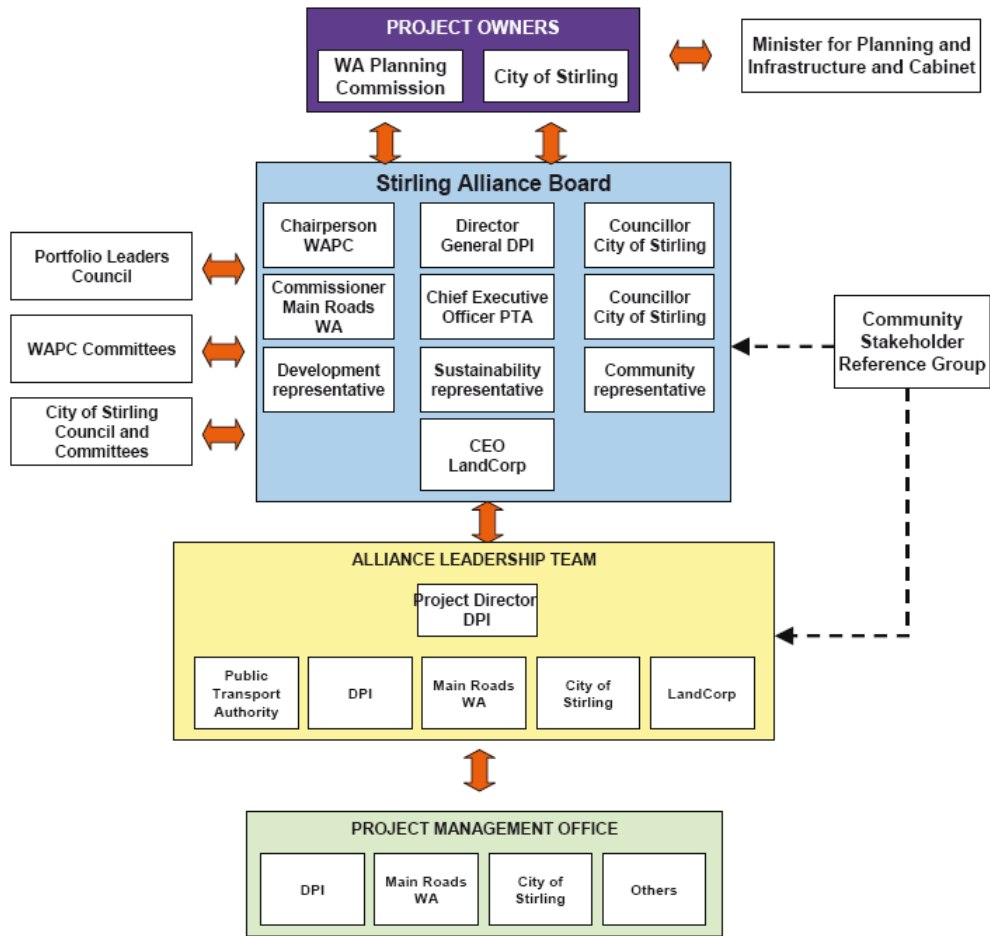 PROJECT OWNERS
WA Planning
Commission
City of Stirling
Minister for Planning and
Infrastructure and Cabinet
Stirling Alliance Board
Chairperson
WAPC
Director
General DPI
Councillor
City of Stirling
Commissioner
Main Roads
WA
Chief Executive
Officer PTA
Councillor
City of Stirling
Development
representative
Sustainability
representative
Community
representative
CEO
LandCorp
Portfolio Leaders
Council
WAPC Committees
City of Stirling
Council and
Committees
Community
Stakeholder
Reference Group
ALLIANCE LEADERSHIP TEAM
Project Director
DPI
Public
Transport
Authority
DPI
Main Roads
WA
City of
Stirling
LandCorp
PROJECT MANAGEMENT OFFICE
DPI
Main Roads
WA
City of
Stirling
Others